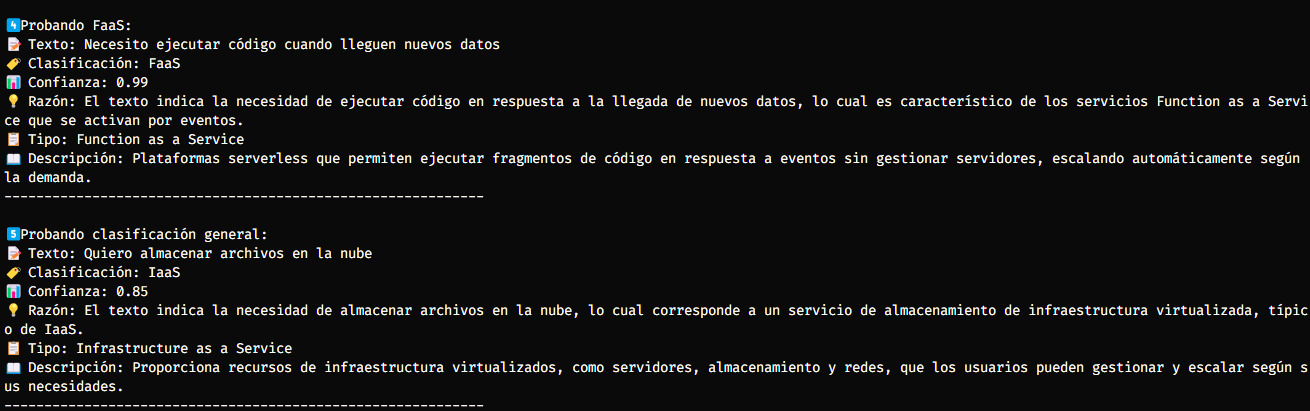 4️⃣Probando FaaS:
📝 Texto: Necesito ejecutar código cuando lleguen nuevos datos
🏷️ Clasificación: FaaS
📊 Confianza: 0.99
💡 Razón: El texto indica la necesidad de ejecutar código en respuesta a la llegada de nuevos datos, lo cual es característico de los servicios Function as a Servi
ce que se activan por eventos.
📋 Tipo: Function as a Service
📖 Descripción: Plataformas serverless que permiten ejecutar fragmentos de código en respuesta a eventos sin gestionar servidores, escalando automáticamente según
la demanda.
------------------------------------------------------------
5️⃣Probando clasificación general:
📝 Texto: Quiero almacenar archivos en la nube
🏷️ Clasificación: IaaS
📊 Confianza: 0.85
💡 Razón: El texto indica la necesidad de almacenar archivos en la nube, lo cual corresponde a un servicio de almacenamiento de infraestructura virtualizada, típic
o de IaaS.
📋 Tipo: Infrastructure as a Service
📖 Descripción: Proporciona recursos de infraestructura virtualizados, como servidores, almacenamiento y redes, que los usuarios pueden gestionar y escalar según s
us necesidades.
------------------------------------------------------------